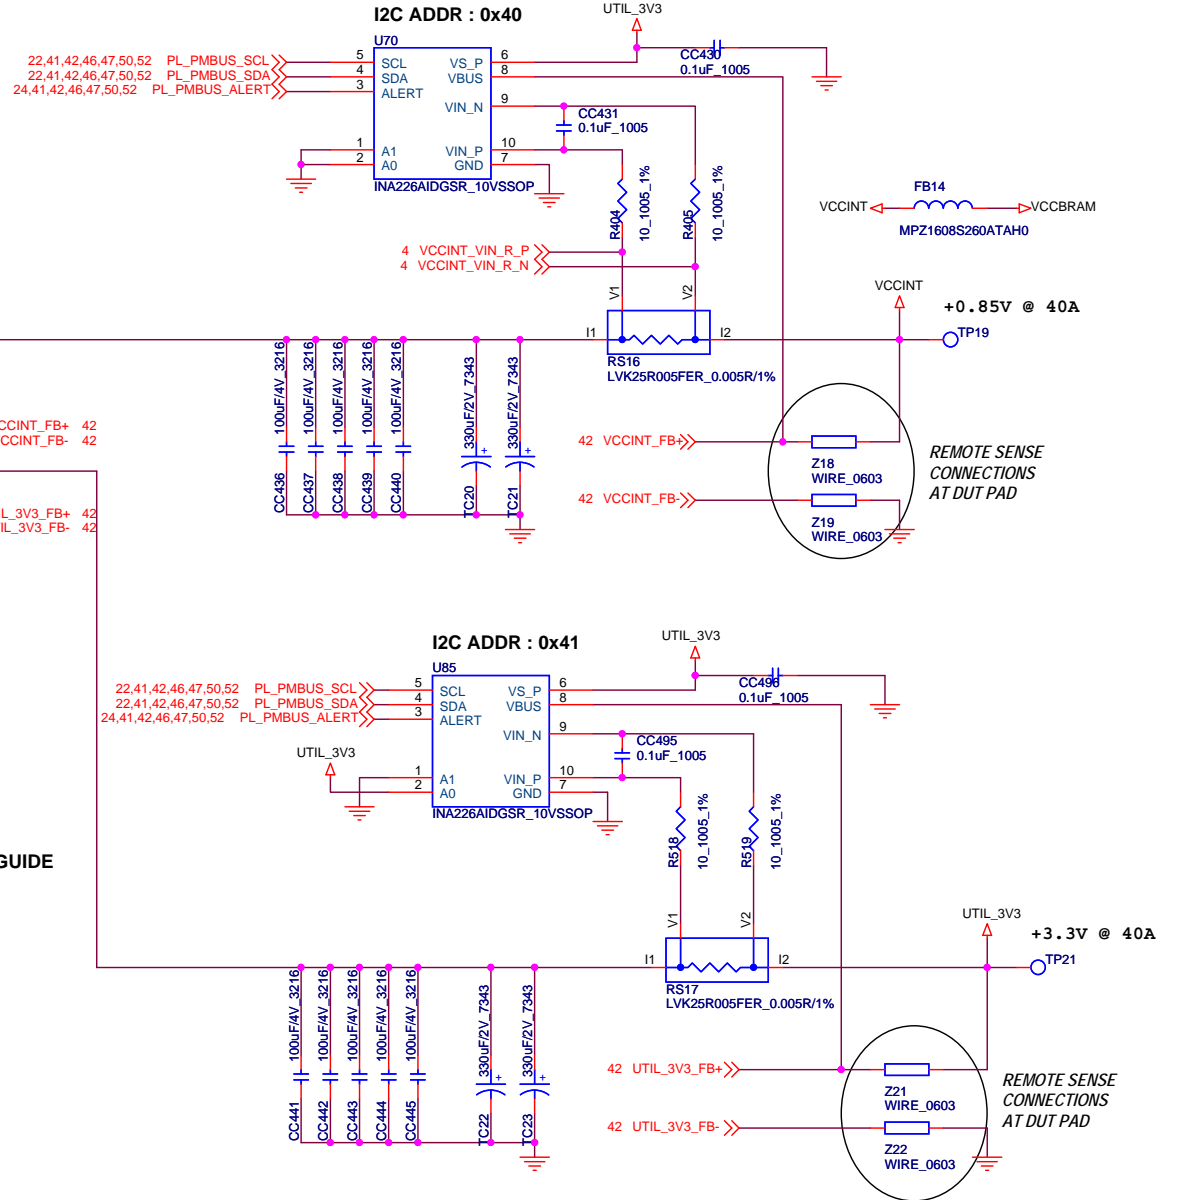 I2C ADDR : 0x40
UTIL_3V3
U70
22,41,42,46,47,50,52 PL_PMBUS_SCL
22,41,42,46,47,50,52 PL_PMBUS_SDA
24,41,42,46,47,50,52 PL_PMBUS_ALERT
5 SCL
4 SDA
3 ALERT
1 A1
2 A0
VS_P 6
VBUS 8
VIN_N 9
VIN_P 10
GND 7
INA226AIDGSR_10VSSOP
CC430
0.1uF_1005
CC431
0.1uF_1005
R404
10_1005_1%
R405
10_1005_1%
FB14
VCCINT
VCCBRAM
MPZ1608S260ATAH0
4 VCCINT_VIN_R_P
4 VCCINT_VIN_R_N
V1
V2
I1
I2
RS16
LVK25R005FER_0.005R/1%
VCCINT
+0.85V @ 40A
TP19
CC436
100uF/4V_3216
CC437
100uF/4V_3216
CC438
100uF/4V_3216
CC439
100uF/4V_3216
CC440
100uF/4V_3216
TC20
330uF/2V_7343
TC21
330uF/2V_7343
CCINT_FB+ 42
CCINT_FB- 42
IL_3V3_FB+ 42
IL_3V3_FB- 42
42 VCCINT_FB+
42 VCCINT_FB-
Z18
WIRE_0603
Z19
WIRE_0603
REMOTE SENSE
CONNECTIONS
AT DUT PAD
I2C ADDR : 0x41
UTIL_3V3
U85
22,41,42,46,47,50,52 PL_PMBUS_SCL
22,41,42,46,47,50,52 PL_PMBUS_SDA
24,41,42,46,47,50,52 PL_PMBUS_ALERT
UTIL_3V3
5 SCL
4 SDA
3 ALERT
1 A1
2 A0
VS_P 6
VBUS 8
VIN_N 9
VIN_P 10
GND 7
INA226AIDGSR_10VSSOP
CC496
0.1uF_1005
CC495
0.1uF_1005
R518
10_1005_1%
R519
10_1005_1%
GUIDE
V1
V2
I1
I2
RS17
LVK25R005FER_0.005R/1%
UTIL_3V3
+3.3V @ 40A
TP21
CC441
100uF/4V_3216
CC442
100uF/4V_3216
CC443
100uF/4V_3216
CC444
100uF/4V_3216
CC445
100uF/4V_3216
TC22
330uF/2V_7343
TC23
330uF/2V_7343
42 UTIL_3V3_FB+
42 UTIL_3V3_FB-
Z21
WIRE_0603
Z22
WIRE_0603
REMOTE SENSE
CONNECTIONS
AT DUT PAD